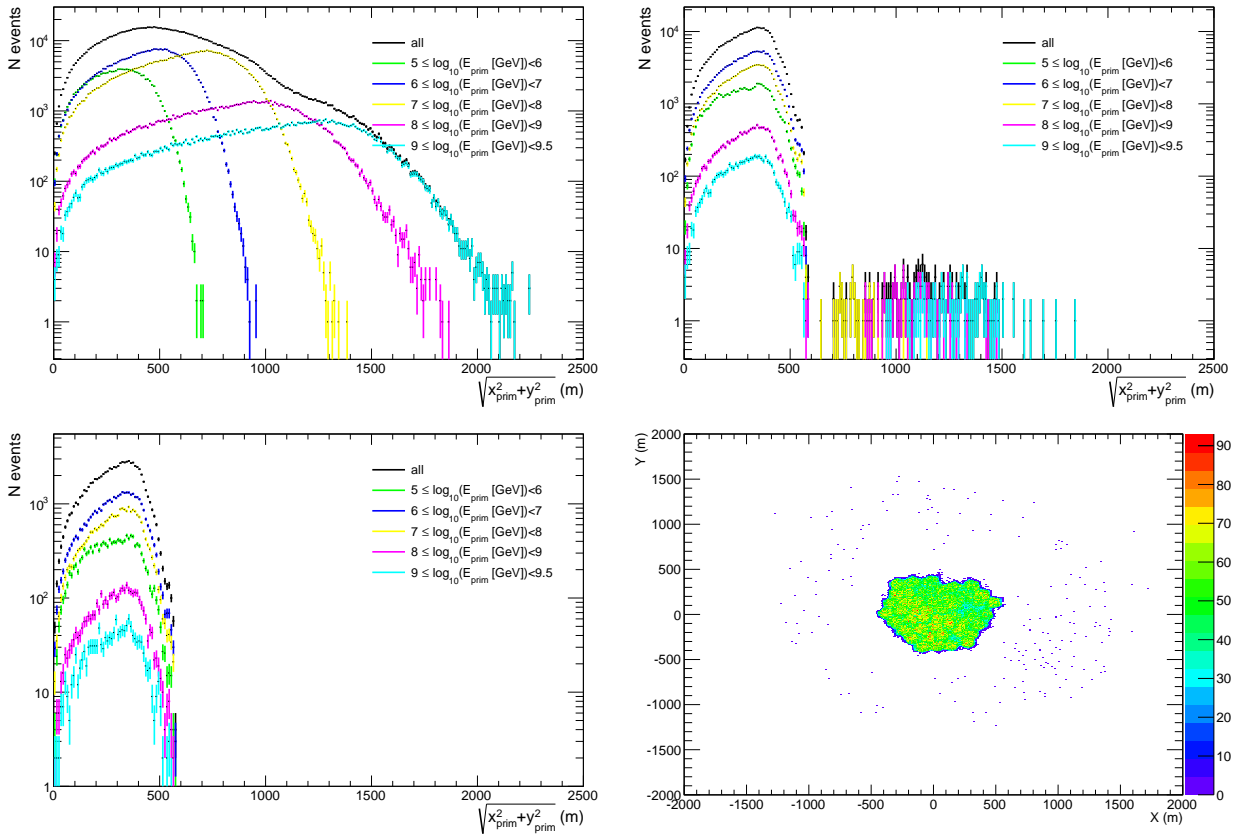 N events
10⁴
10³
10²
10
1
all
5 ≤ log₁₀(E_prim [GeV])<6
6 ≤ log₁₀(E_prim [GeV])<7
7 ≤ log₁₀(E_prim [GeV])<8
8 ≤ log₁₀(E_prim [GeV])<9
9 ≤ log₁₀(E_prim [GeV])<9.5
0 500 1000 1500 2000 2500
√(x²_prim+y²_prim) (m)
N events
10⁴
10³
10²
10
1
all
5 ≤ log₁₀(E_prim [GeV])<6
6 ≤ log₁₀(E_prim [GeV])<7
7 ≤ log₁₀(E_prim [GeV])<8
8 ≤ log₁₀(E_prim [GeV])<9
9 ≤ log₁₀(E_prim [GeV])<9.5
0 500 1000 1500 2000 2500
√(x²_prim+y²_prim) (m)
N events
10³
10²
10
1
all
5 ≤ log₁₀(E_prim [GeV])<6
6 ≤ log₁₀(E_prim [GeV])<7
7 ≤ log₁₀(E_prim [GeV])<8
8 ≤ log₁₀(E_prim [GeV])<9
9 ≤ log₁₀(E_prim [GeV])<9.5
0 500 1000 1500 2000 2500
√(x²_prim+y²_prim) (m)
Y (m)
2000
1500
1000
500
0
-500
-1000
-1500
-2000
-2000 -1500 -1000 -500 0 500 1000 1500 2000
X (m)
90
80
70
60
50
40
30
20
10
0